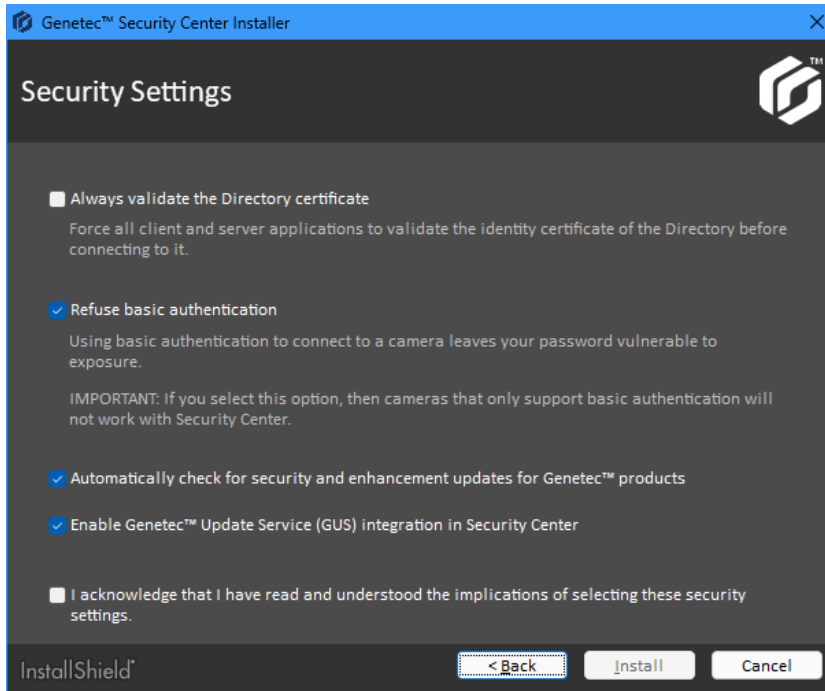 Genetec™ Security Center Installer
Security Settings
TM
Always validate the Directory certificate
Force all client and server applications to validate the identity certificate of the Directory before
connecting to it.
Refuse basic authentication
Using basic authentication to connect to a camera leaves your password vulnerable to
exposure.
IMPORTANT: If you select this option, then cameras that only support basic authentication will
not work with Security Center.
Automatically check for security and enhancement updates for Genetec™ products
Enable Genetec™ Update Service (GUS) integration in Security Center
I acknowledge that I have read and understood the implications of selecting these security
settings.
InstallShield
< Back
Install
Cancel